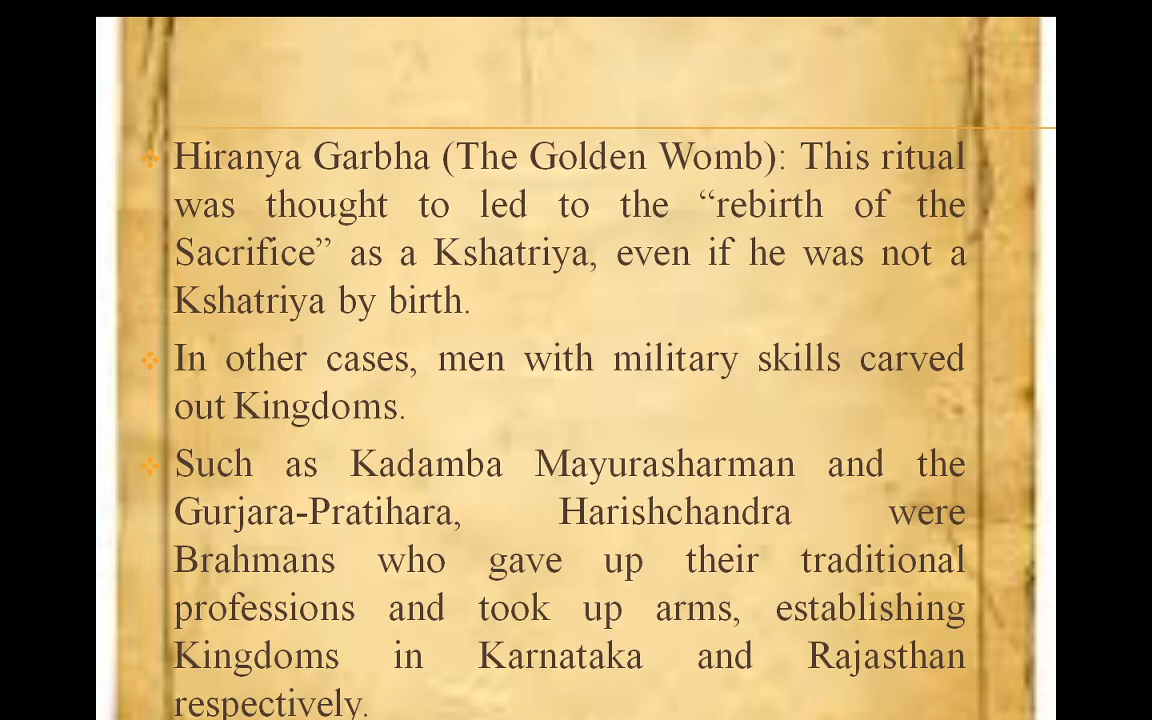 Hiranya Garbha (The Golden Womb): This ritual
was thought to led to the “rebirth of the
Sacrifice” as a Kshatriya, even if he was not a
Kshatriya by birth.
In other cases, men with military skills carved
out Kingdoms.
Such as Kadamba Mayurasharman and the
Gurjara-Pratihara, Harishchandra were
Brahmans who gave up their traditional
professions and took up arms, establishing
Kingdoms in Karnataka and Rajasthan
respectively.